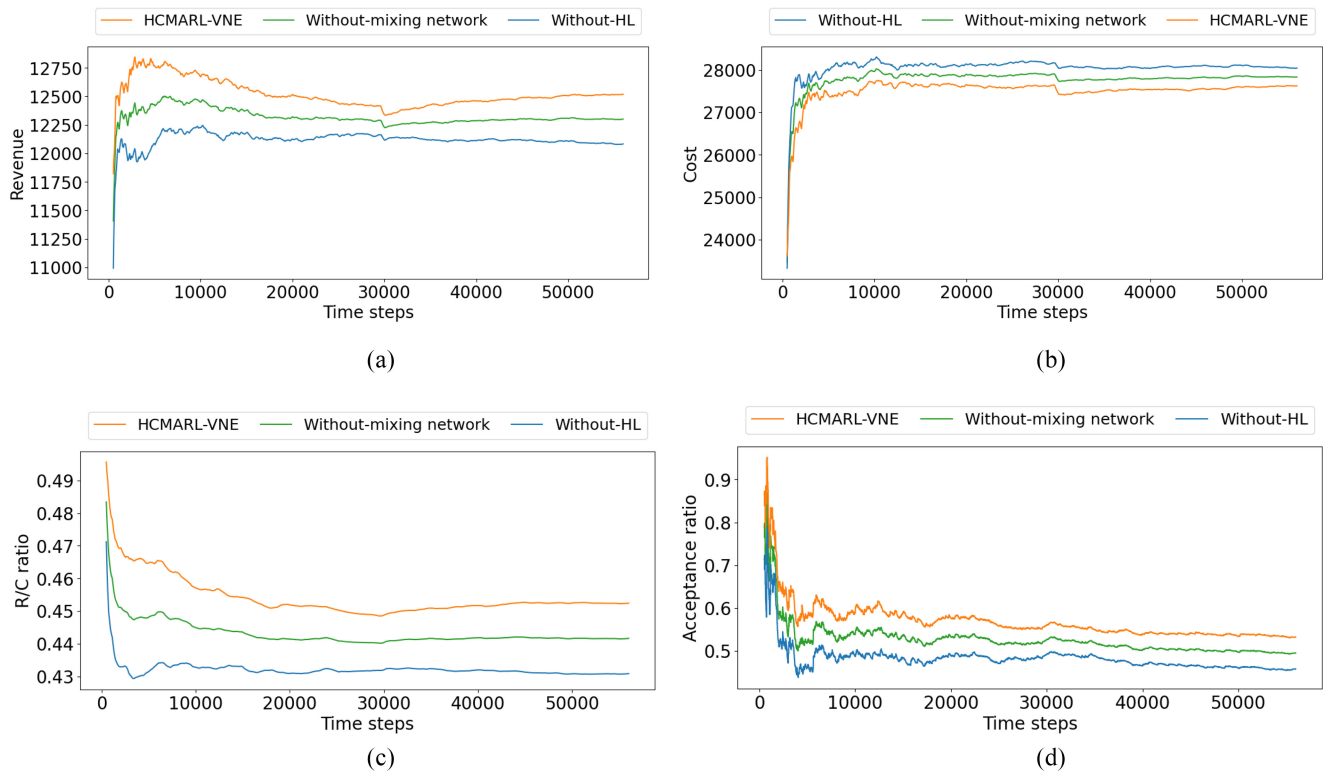 HCMARL-VNE Without-mixing network Without-HL
Revenue
12750
12500
12250
12000
11750
11500
11250
11000
0 10000 20000 30000 40000 50000
Time steps
(a)
Without-HL Without-mixing network HCMARL-VNE
Cost
28000
27000
26000
25000
24000
0 10000 20000 30000 40000 50000
Time steps
(b)
HCMARL-VNE Without-mixing network Without-HL
R/C ratio
0.49
0.48
0.47
0.46
0.45
0.44
0.43
0 10000 20000 30000 40000 50000
Time steps
(c)
HCMARL-VNE Without-mixing network Without-HL
Acceptance ratio
0.9
0.8
0.7
0.6
0.5
0 10000 20000 30000 40000 50000
Time steps
(d)